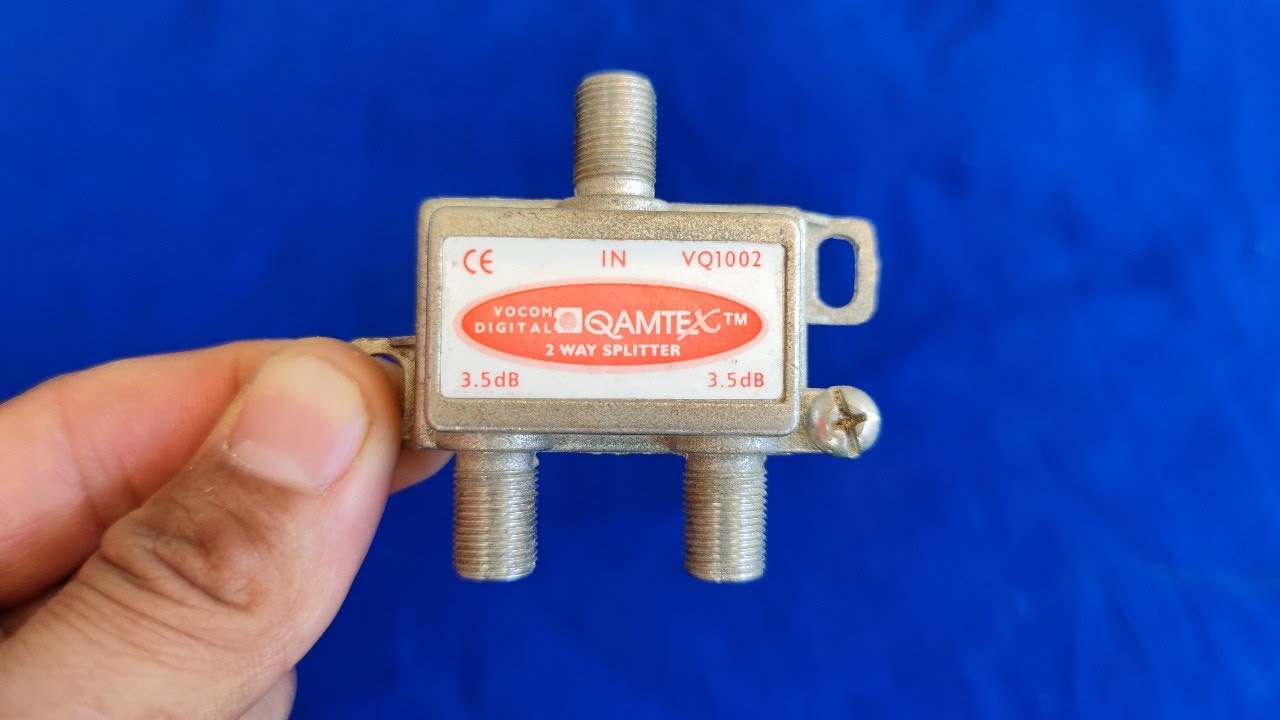 CE IN VQ1002
VOCOM
DIGITAL
QAMTEX™
2 WAY SPLITTER
3.5dB 3.5dB